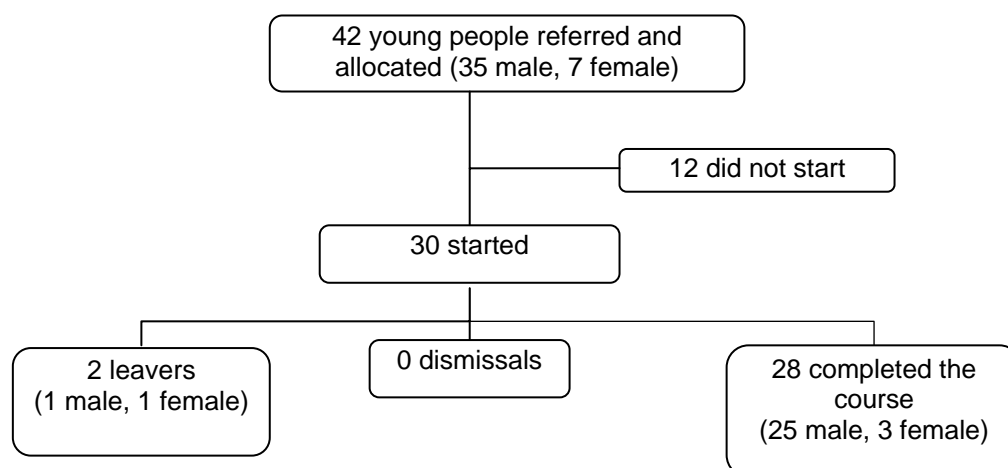 42 young people referred and
allocated (35 male, 7 female)
12 did not start
30 started
2 leavers
(1 male, 1 female)
0 dismissals
28 completed the
course
(25 male, 3 female)